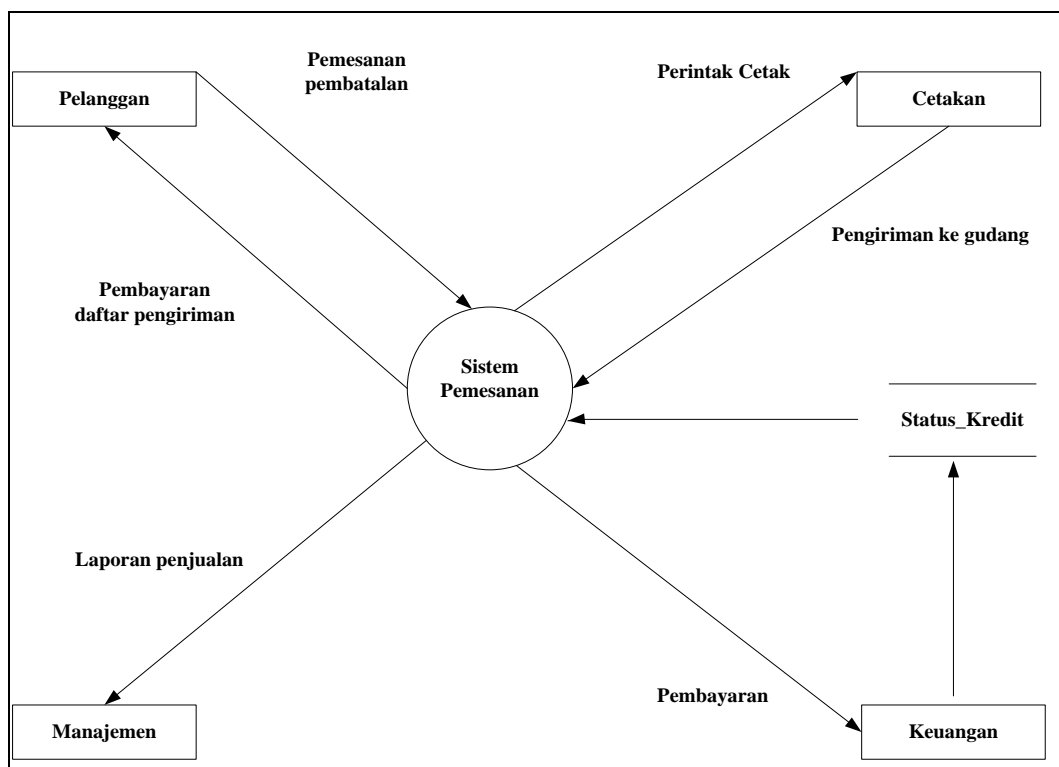 Pemesanan
pembatalan
Perintak Cetak
Pelanggan
Cetakan
Pengiriman ke gudang
Pembayaran
daftar pengiriman
Sistem
Pemesanan
Status_Kredit
Laporan penjualan
Pembayaran
Manajemen
Keuangan